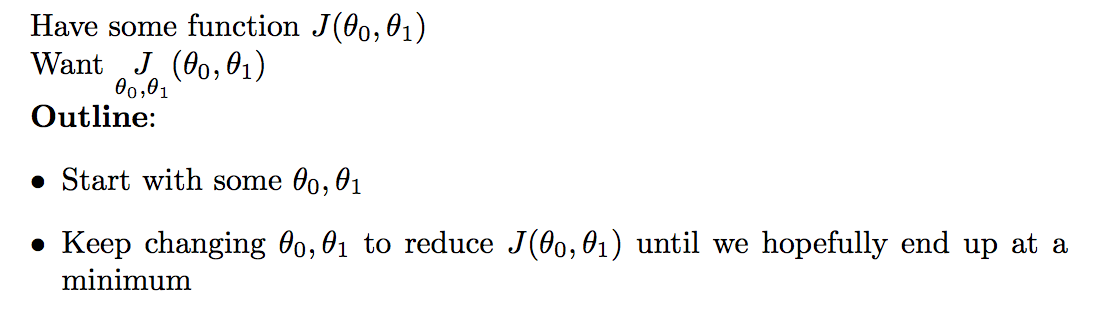 Have some function J(θ₀, θ₁)
Want J (θ₀, θ₁)
θ₀,θ₁
Outline:
• Start with some θ₀, θ₁
• Keep changing θ₀, θ₁ to reduce J(θ₀, θ₁) until we hopefully end up at a
minimum